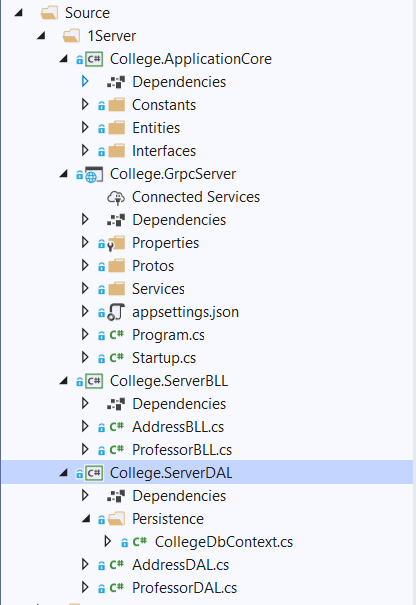 Source
1Server
C# College.ApplicationCore
Dependencies
Constants
Entities
Interfaces
College.GrpcServer
Connected Services
Dependencies
Properties
Protos
Services
appsettings.json
C# Program.cs
C# Startup.cs
C# College.ServerBLL
Dependencies
C# AddressBLL.cs
C# ProfessorBLL.cs
C# College.ServerDAL
Dependencies
Persistence
C# CollegeDbContext.cs
C# AddressDAL.cs
C# ProfessorDAL.cs